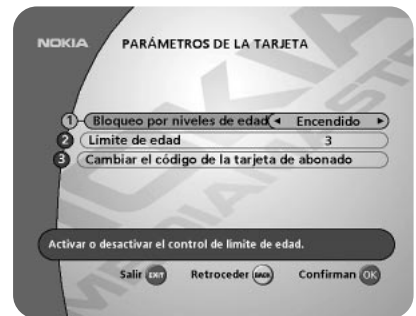 NOKIA
PARÁMETROS DE LA TARJETA
1 Bloqueo por niveles de edad ◄ Encendido ►
2 Límite de edad 3
3 Cambiar el código de la tarjeta de abonado
Activar o desactivar el control de límite de edad.
Salir EXIT Retroceder BACK Confirman OK
NOKIA
MEDIAMASTER